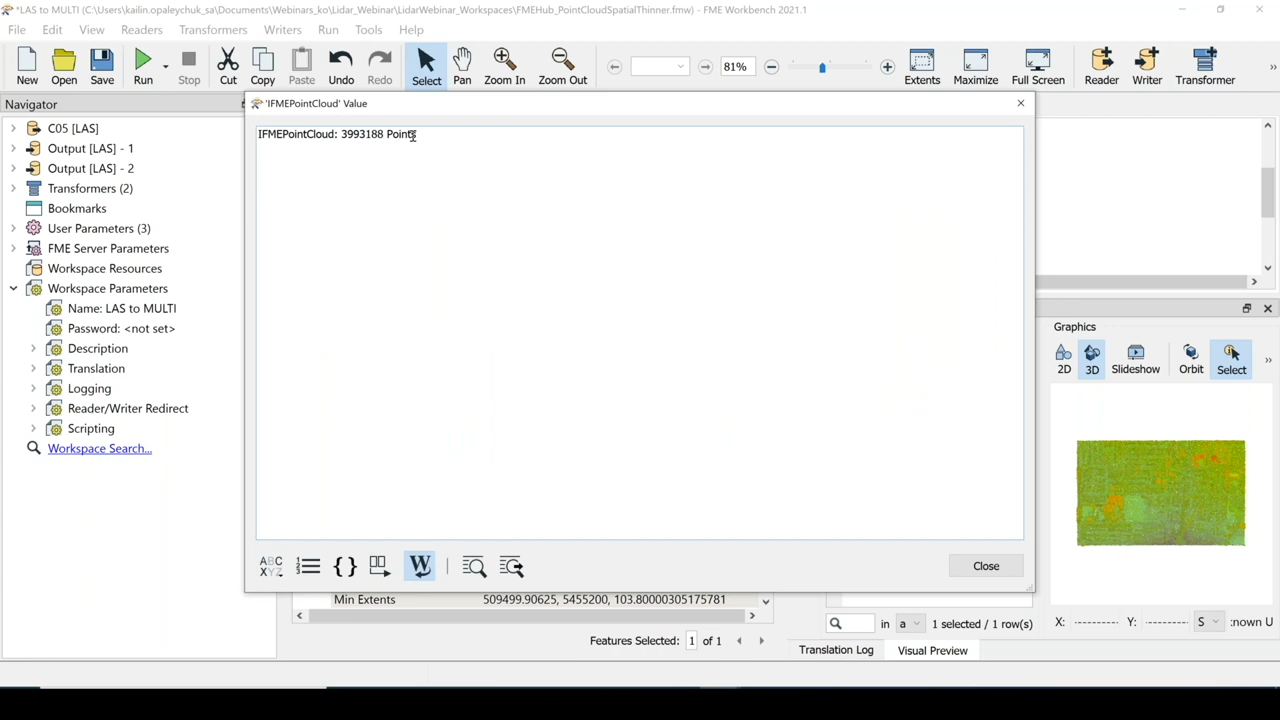 *LAS to MULTI (C:\Users\kailin.opaleychuk_sa\Documents\Webinars_ko\Lidar_Webinar\LidarWebinar_Workspaces\FMEHub_PointCloudSpatialThinner.fmw) - FME Workbench 2021.1
File Edit View Readers Transformers Writers Run Tools Help
New Open Save Run Stop Cut Copy Paste Undo Redo Select Pan Zoom In Zoom Out 81% Extents Maximize Full Screen Reader Writer Transformer
Navigator
'IFMEPointCloud' Value
IFMEPointCloud: 3993188 Points
C05 [LAS]
Output [LAS] - 1
Output [LAS] - 2
Transformers (2)
Bookmarks
User Parameters (3)
FME Server Parameters
Workspace Resources
Workspace Parameters
Name: LAS to MULTI
Password: <not set>
Description
Translation
Logging
Reader/Writer Redirect
Scripting
Workspace Search...
Graphics
2D 3D Slideshow Orbit Select
ABC
XYZ
1
2
3
{ }
W
Close
Min Extents 509499.90625, 5455200, 103.80000305175781
in a 1 selected / 1 row(s)
X: Y: S :nown U
Features Selected: 1 of 1
Translation Log Visual Preview